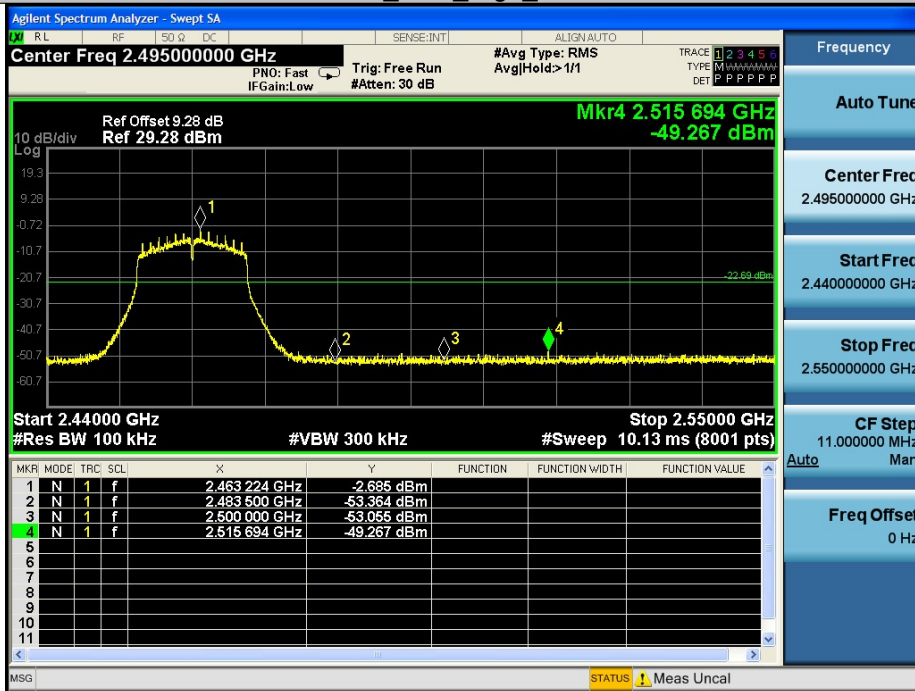 Agilent Spectrum Analyzer - Swept SA
LXI RL RF 50 Ω DC SENSE:INT ALIGN AUTO
Center Freq 2.495000000 GHz
PNO: Fast
IFGain:Low
Trig: Free Run
#Atten: 30 dB
#Avg Type: RMS
Avg|Hold:>1/1
TRACE 1 2 3 4 5 6
TYPE M WWWWW
DET P P P P P P
Mkr4 2.515 694 GHz
-49.267 dBm
Ref Offset 9.28 dB
10 dB/div Ref 29.28 dBm
Log
19.3
9.28
-0.72
-10.7
-20.7
-30.7
-40.7
-50.7
-60.7
1
2
3
4
-22.69 dBm
Start 2.44000 GHz Stop 2.55000 GHz
#Res BW 100 kHz #VBW 300 kHz #Sweep 10.13 ms (8001 pts)
MKR MODE TRC SCL X Y FUNCTION FUNCTION WIDTH FUNCTION VALUE
1 N 1 f 2.463 224 GHz -2.685 dBm
2 N 1 f 2.483 500 GHz -53.364 dBm
3 N 1 f 2.500 000 GHz -53.055 dBm
4 N 1 f 2.515 694 GHz -49.267 dBm
5
6
7
8
9
10
11
MSG STATUS Meas Uncal
Frequency
Auto Tune
Center Freq
2.495000000 GHz
Start Freq
2.440000000 GHz
Stop Freq
2.550000000 GHz
CF Step
11.000000 MHz
Auto Man
Freq Offset
0 Hz